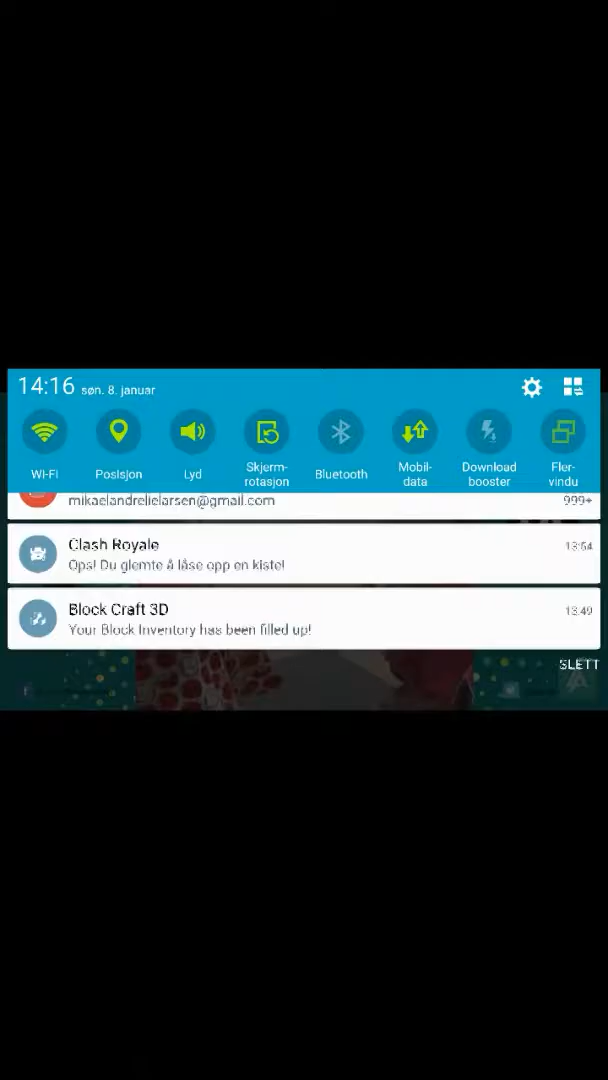 14:16 søn. 8. januar
Wi-Fi
Posisjon
Lyd
Skjerm-
rotasjon
Bluetooth
Mobil-
data
Download
booster
Fler-
vindu
mikaelandrelielarsen@gmail.com 999+
Clash Royale 13:54
Ops! Du glemte å låse opp en kiste!
Block Craft 3D 13:49
Your Block Inventory has been filled up!
SLETT